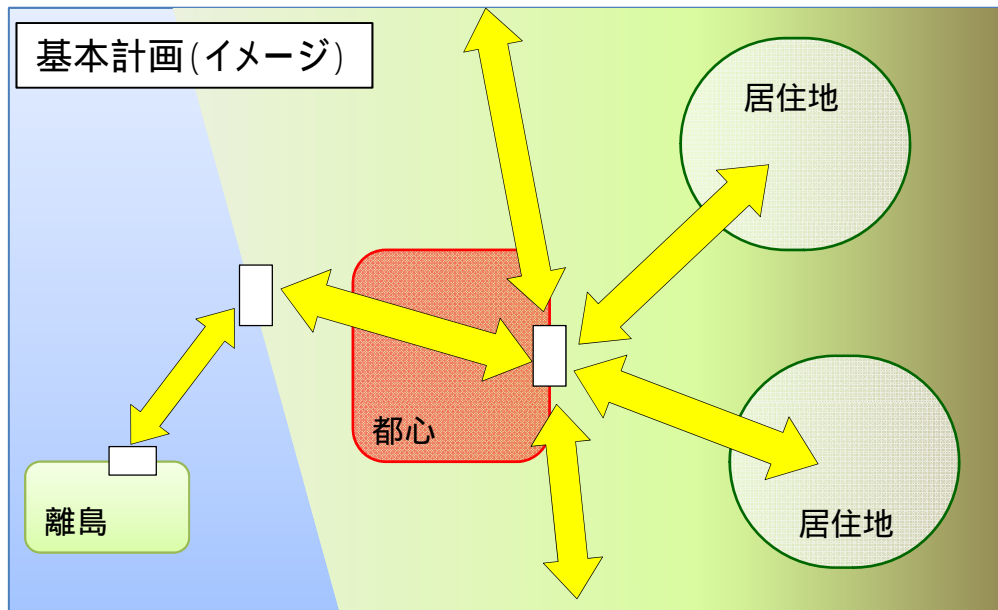 基本計画(イメージ)
居住地
都心
離島
居住地